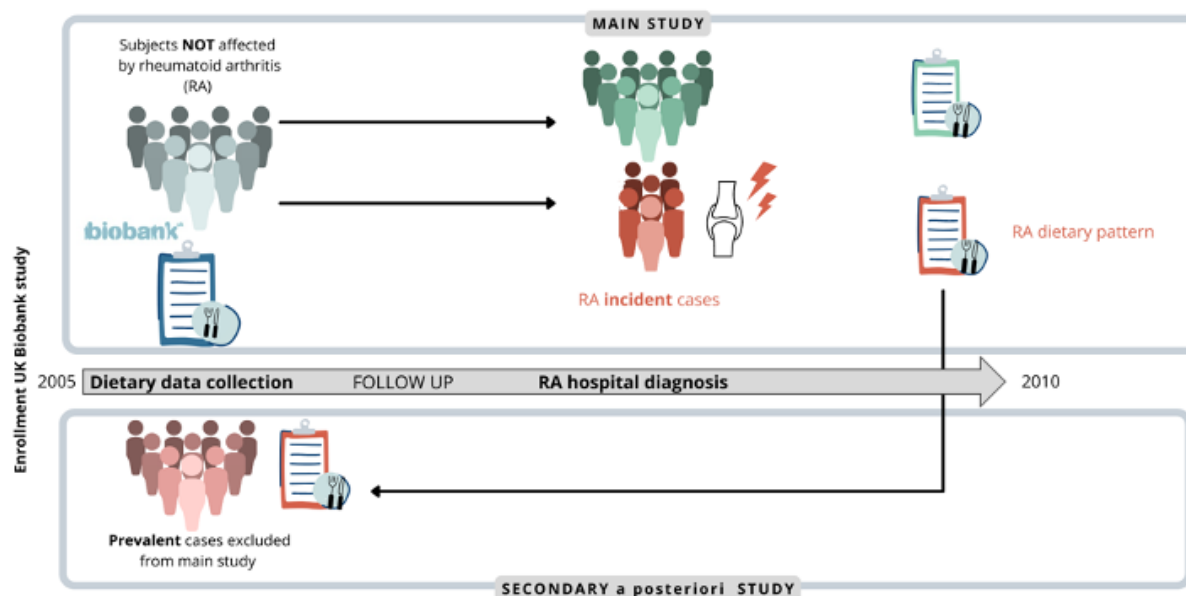 MAIN STUDY
Subjects NOT affected
by rheumatoid arthritis
(RA)
biobank
RA dietary pattern
RA incident cases
Enrollment UK Biobank study
2005
Dietary data collection
FOLLOW UP
RA hospital diagnosis
2010
Prevalent cases excluded
from main study
SECONDARY a posteriori STUDY